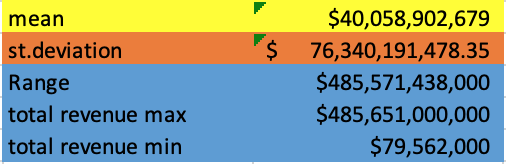 mean $40,058,902,679
st.deviation $ 76,340,191,478.35
Range $485,571,438,000
total revenue max $485,651,000,000
total revenue min $79,562,000